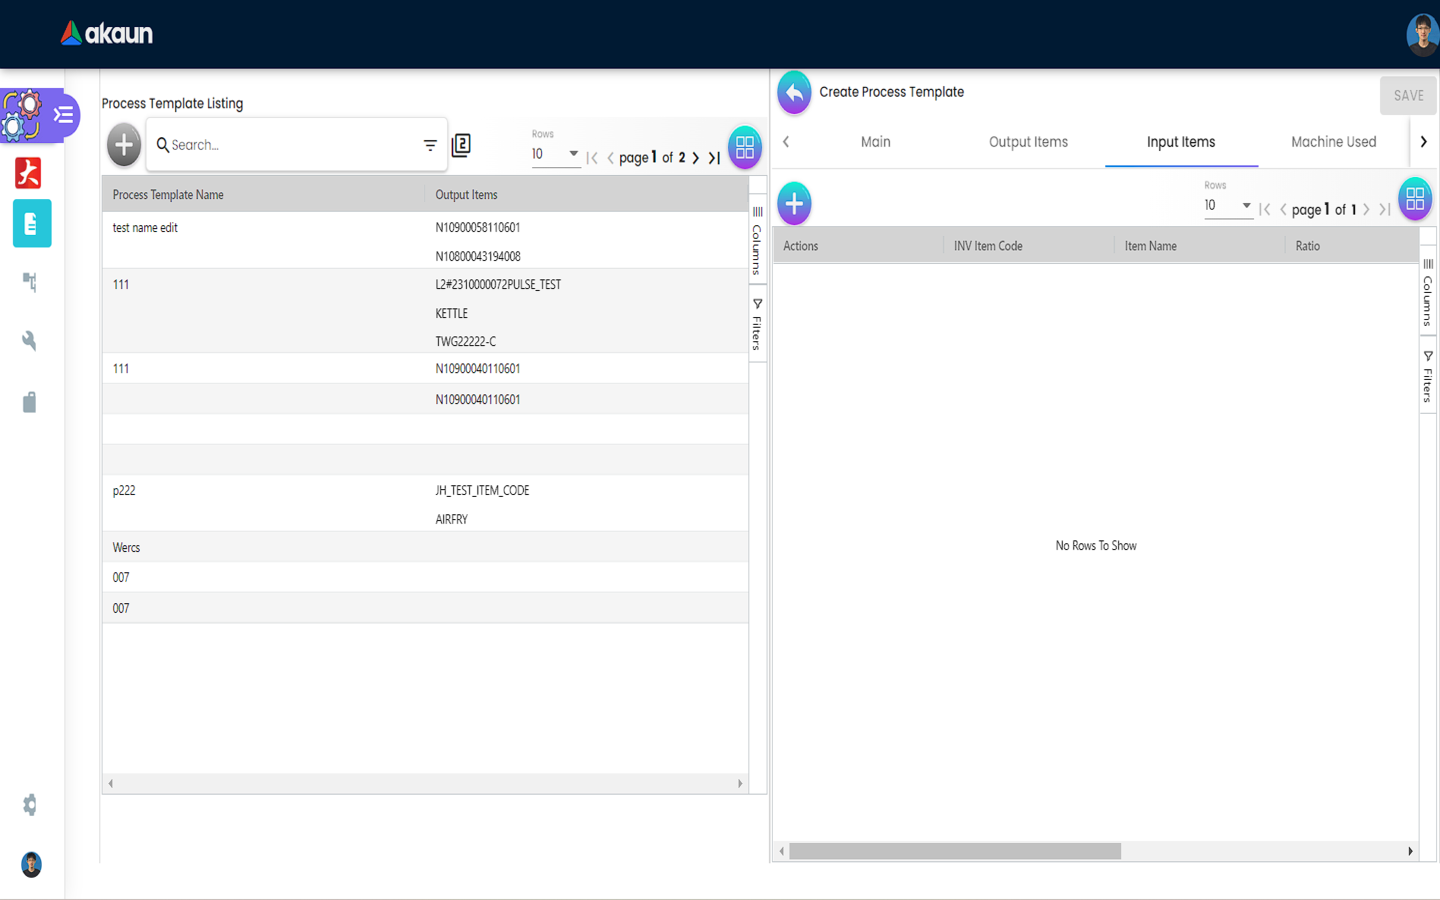 akaun
Process Template Listing
Search...
2
Rows
10
page 1 of 2
Process Template Name
Output Items
test name edit
N10900058110601
N10800043194008
111
L2#2310000072PULSE_TEST
KETTLE
TWG22222-C
111
N10900040110601
N10900040110601
p222
JH_TEST_ITEM_CODE
AIRFRY
Wercs
007
007
Columns
Filters
Create Process Template
SAVE
Main
Output Items
Input Items
Machine Used
Rows
10
page 1 of 1
Actions
INV Item Code
Item Name
Ratio
No Rows To Show
Columns
Filters